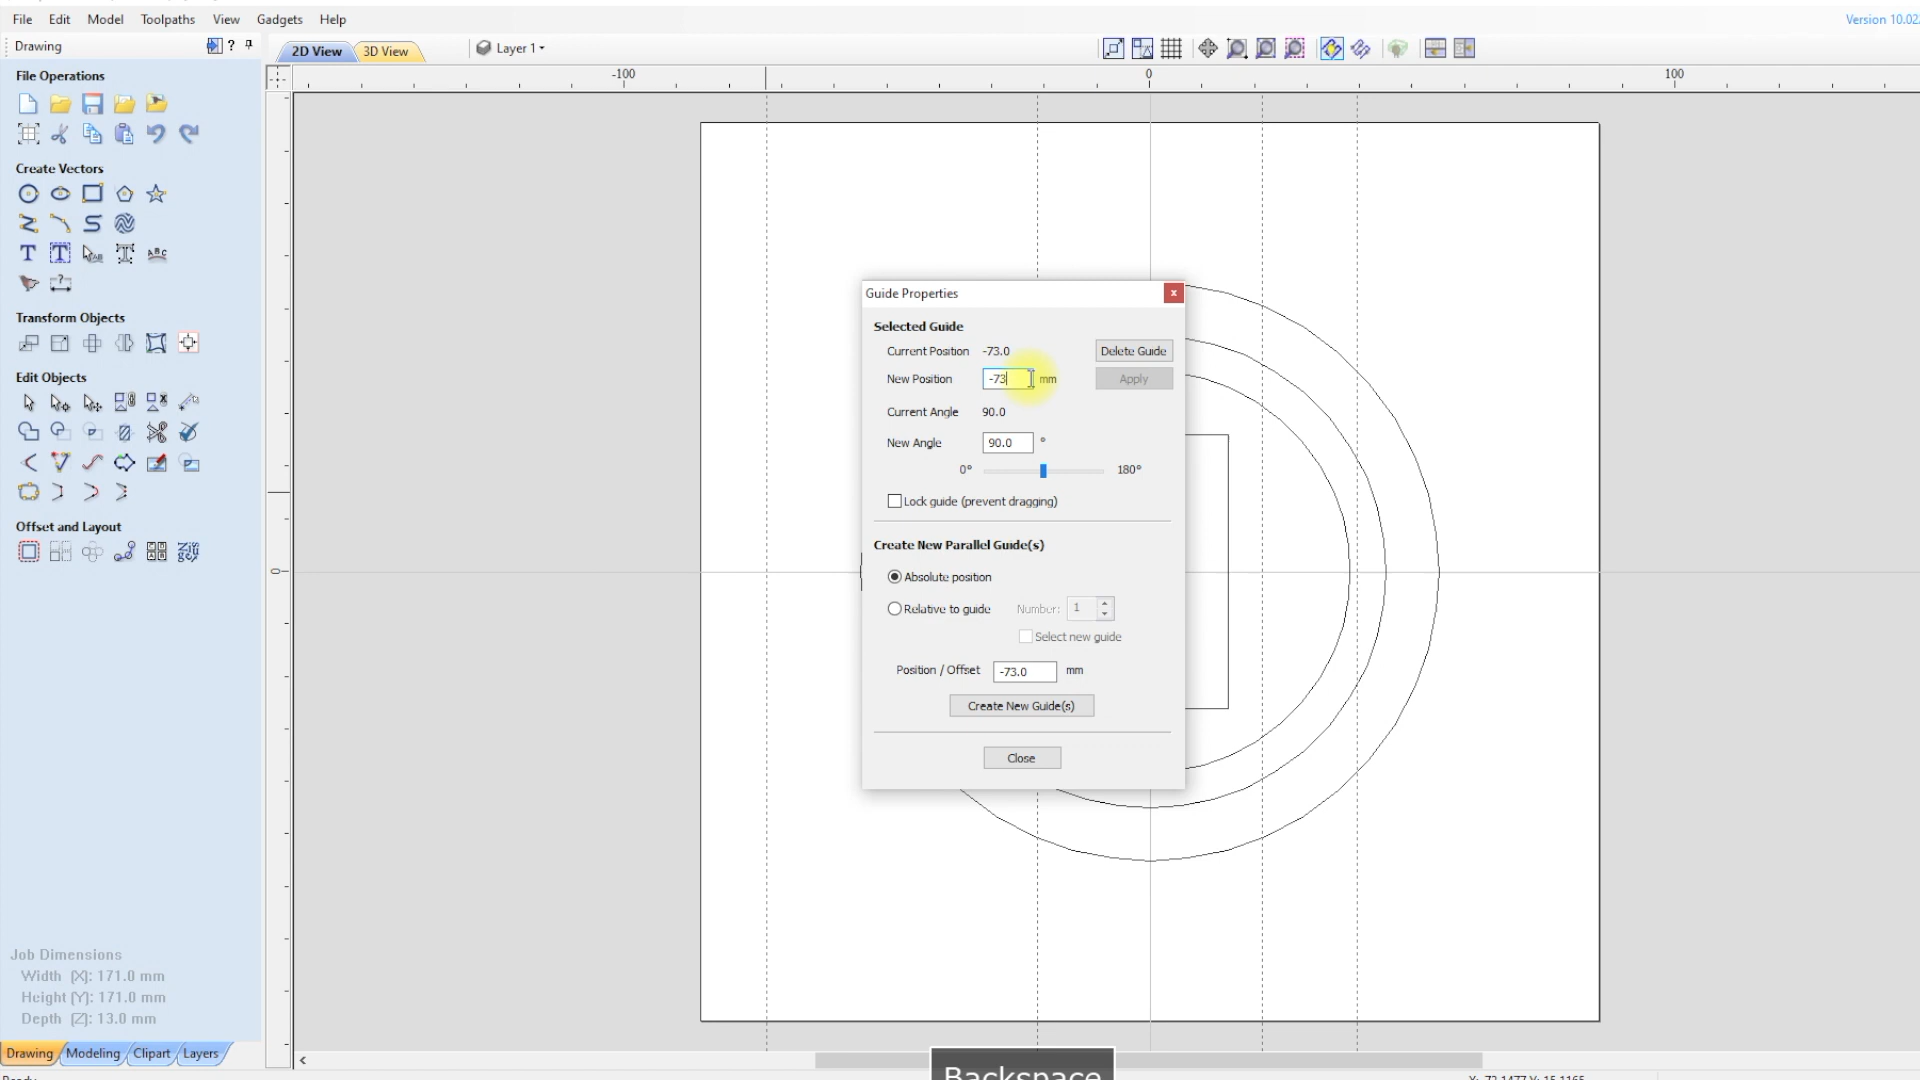 File Edit Model Toolpaths View Gadgets Help
Drawing ?
2D View 3D View Layer 1
-100 0 100
File Operations
Create Vectors
Transform Objects
Edit Objects
Offset and Layout
0
Guide Properties
Selected Guide
Current Position -73.0 Delete Guide
New Position -73 mm Apply
Current Angle 90.0
New Angle 90.0 °
0° 180°
Lock guide (prevent dragging)
Create New Parallel Guide(s)
Absolute position
Relative to guide Number: 1
Select new guide
Position / Offset -73.0 mm
Create New Guide(s)
Close
Job Dimensions
Width [X]: 171.0 mm
Height [Y]: 171.0 mm
Depth [Z]: 13.0 mm
Drawing Modeling Clipart Layers
Backspace